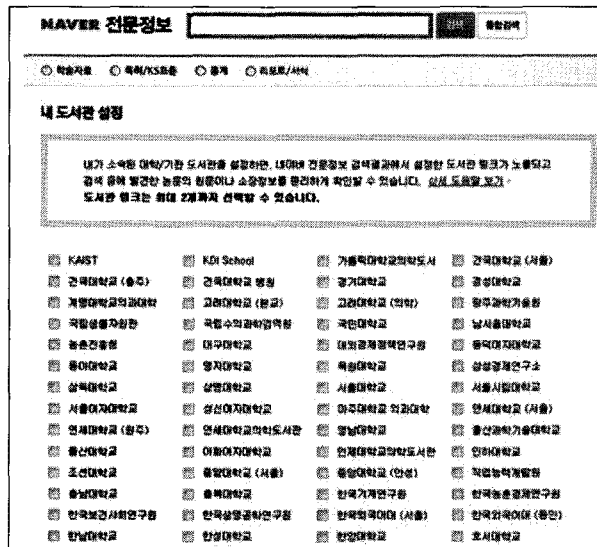 NAVER 전문정보 검색 통합검색
학술자료 특허/KS표준 통계 리포트/서식
내 도서관 설정
내가 소속된 대학/기관 도서관을 설정하면, 네이버 전문정보 검색결과에서 설정한 도서관 링크가 노출되고
검색 중에 발견한 논문의 원문이나 소장정보를 편리하게 확인할 수 있습니다. 상세 도움말 보기
도서관 링크는 최대 2개까지 선택할 수 있습니다.
KAIST KDI School 가톨릭대학교의학도서 건국대학교 (서울)
건국대학교 (충주) 건국대학교 병원 경기대학교 경성대학교
계명대학교의과대학 고려대학교 (본교) 고려대학교 (의학) 광주과학기술원
국립생물자원관 국립수의과학검역원 국민대학교 남서울대학교
농촌진흥청 대구대학교 대외경제정책연구원 동덕여자대학교
동아대학교 명지대학교 목원대학교 삼성경제연구소
삼육대학교 상명대학교 서울대학교 서울시립대학교
서울여자대학교 성신여자대학교 아주대학교 의과대학 연세대학교 (서울)
연세대학교 (원주) 연세대학교의학도서관 영남대학교 울산과학기술대학교
울산대학교 이화여자대학교 인제대학교의학도서관 인하대학교
조선대학교 중앙대학교 (서울) 중앙대학교 (안성) 직업능력개발원
충남대학교 충북대학교 한국기계연구원 한국농촌경제연구원
한국보건사회연구원 한국생명공학연구원 한국외국어대 (서울) 한국외국어대 (용인)
한남대학교 한성대학교 한양대학교 호서대학교